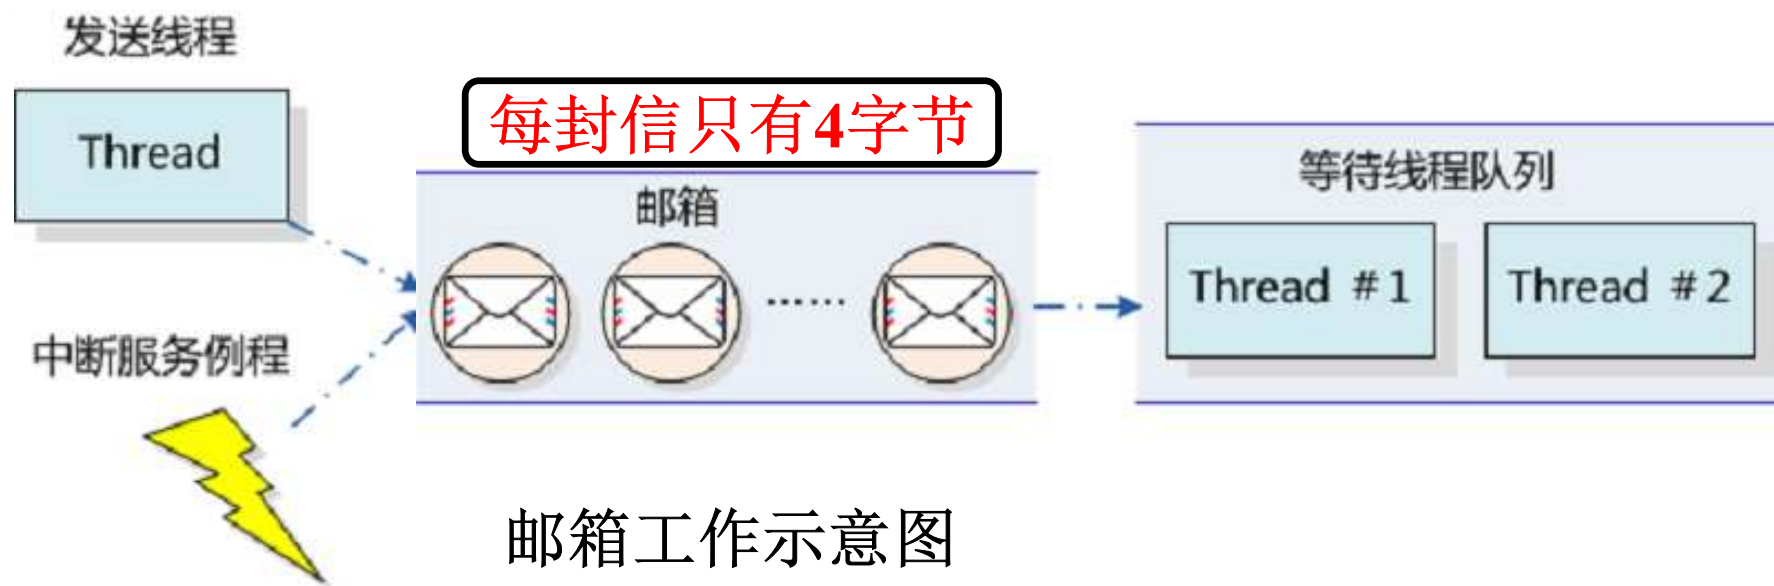 发送线程
Thread
中断服务例程
每封信只有4字节
邮箱
······
等待线程队列
Thread #1
Thread #2
邮箱工作示意图